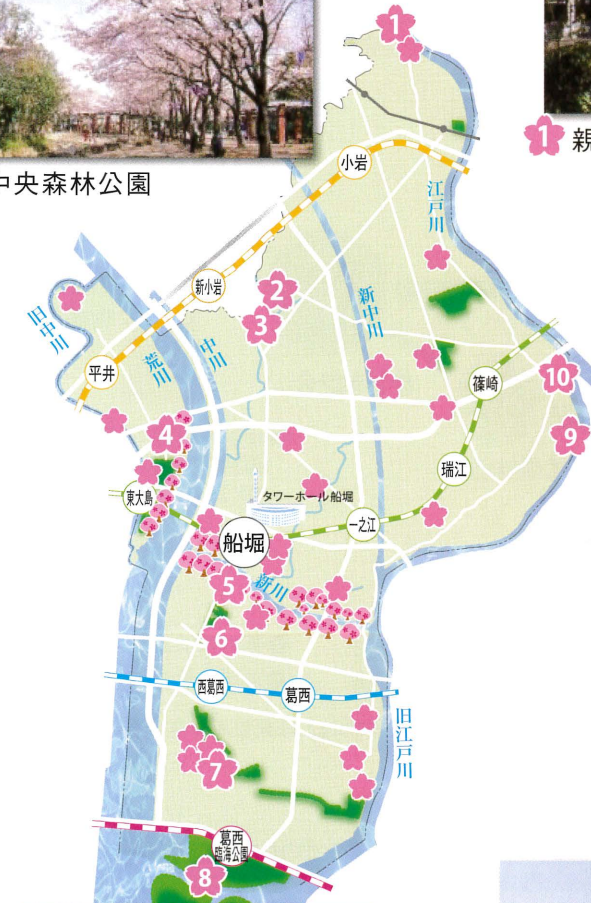 中央森林公園
1
1 親
小岩
江戸川
新小岩
2
3
新中川
旧中川
荒川
中川
平井
篠崎
10
4
9
瑞江
東大島
タワーホール船堀
船堀
一之江
5
新川
6
西葛西
葛西
旧江戸川
7
葛西
臨海公園
8